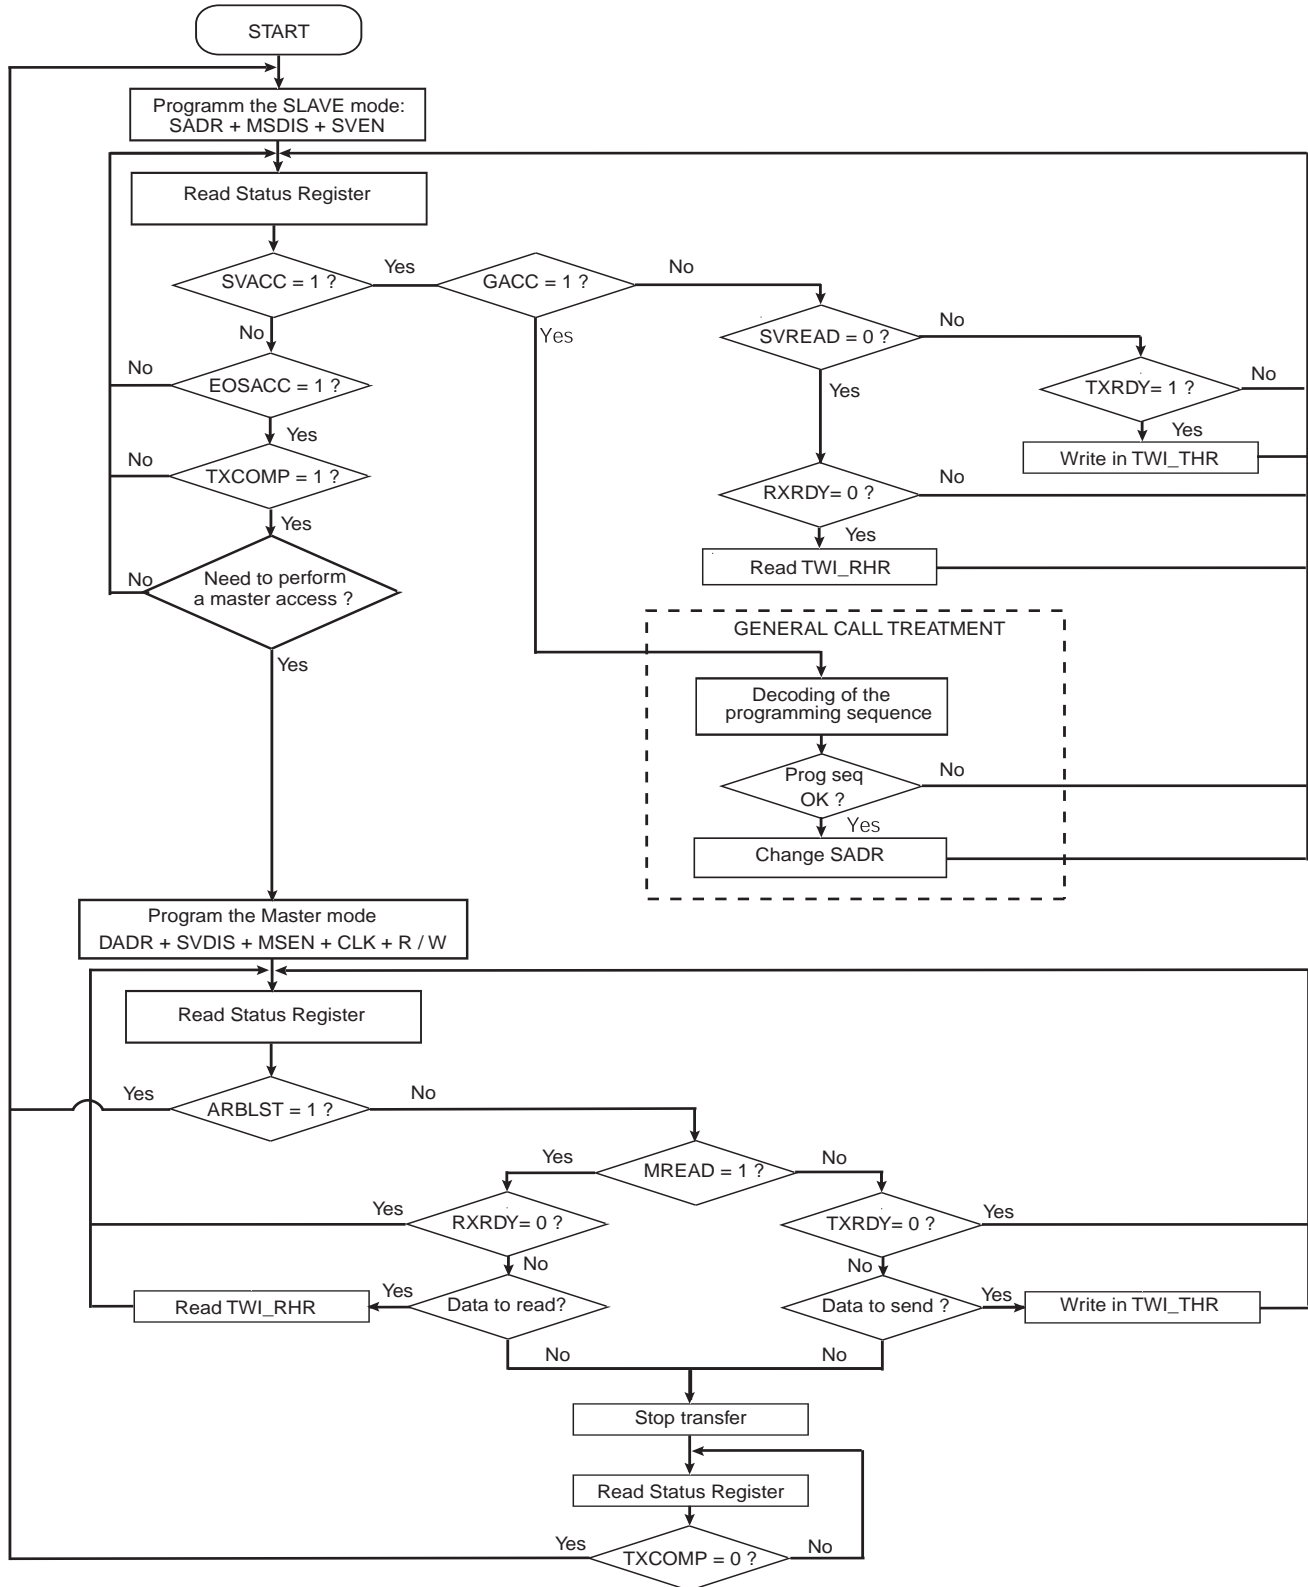 START
Programm the SLAVE mode:
SADR + MSDIS + SVEN
Read Status Register
SVACC = 1 ?
Yes
GACC = 1 ?
No
No
Yes
SVREAD = 0 ?
No
EOSACC = 1 ?
No
Yes
TXRDY= 1 ?
No
Yes
Yes
Write in TWI_THR
TXCOMP = 1 ?
No
Yes
RXRDY= 0 ?
No
Yes
Read TWI_RHR
Need to perform
a master access ?
No
Yes
GENERAL CALL TREATMENT
Decoding of the
programming sequence
Prog seq
OK ?
No
Yes
Change SADR
Program the Master mode
DADR + SVDIS + MSEN + CLK + R / W
Read Status Register
Yes
ARBLST = 1 ?
No
Yes
MREAD = 1 ?
No
Yes
RXRDY= 0 ?
TXRDY= 0 ?
Yes
No
No
Read TWI_RHR
Yes
Data to read?
Data to send ?
Yes
Write in TWI_THR
No
No
Stop transfer
Read Status Register
Yes
TXCOMP = 0 ?
No